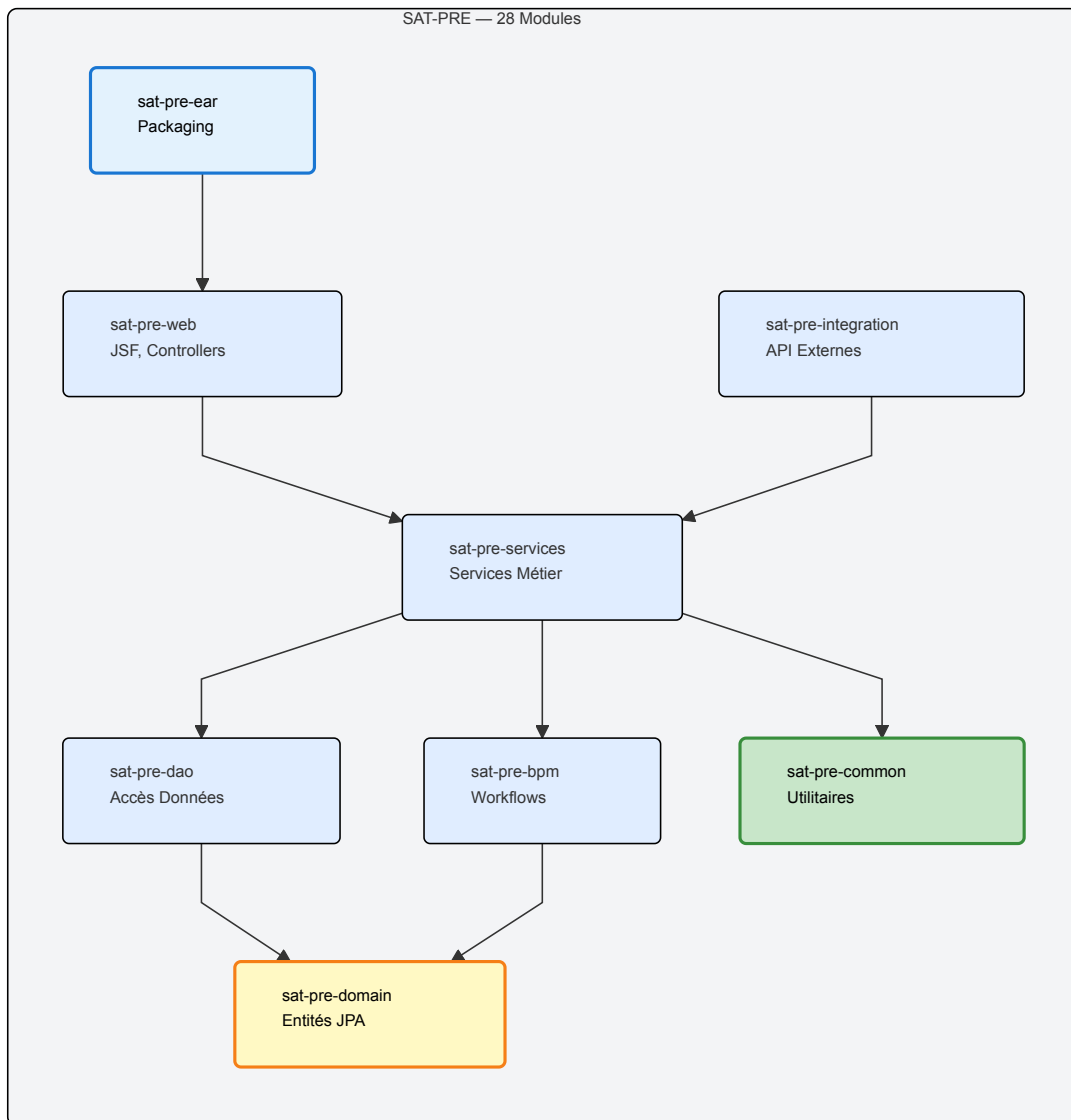 SAT-PRE — 28 Modules
sat-pre-ear
Packaging
sat-pre-web
JSF, Controllers
sat-pre-integration
API Externes
sat-pre-services
Services Métier
sat-pre-dao
Accès Données
sat-pre-bpm
Workflows
sat-pre-common
Utilitaires
sat-pre-domain
Entités JPA